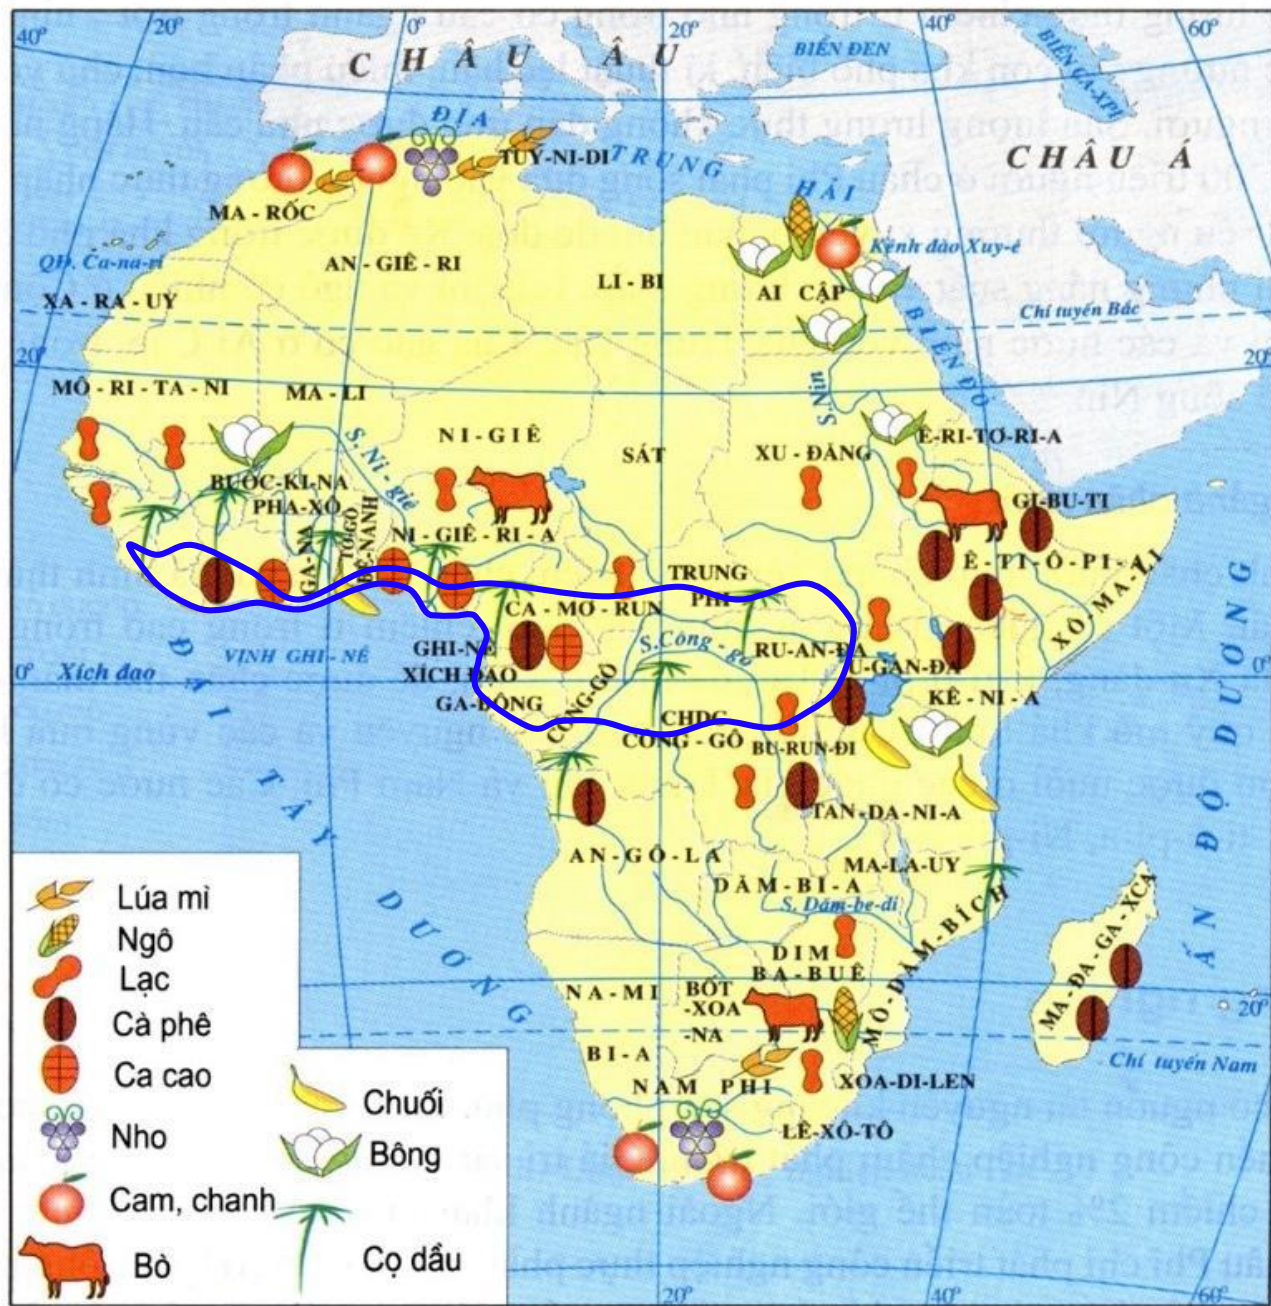 40°
20°
0°
20°
40°
60°
CHÂU ÂU
BIỂN ĐEN
BIỂN CA-XPI
CHÂU Á
ĐỊA
TRUNG
HẢI
TUY-NI-DI
MA - RỐC
Kênh đào Xuy-ê
QĐ. Ca-na-ri
AN - GIÊ - RI
LI - BI
AI CẬP
XA - RA - UY
Chí tuyến Bắc
BIỂN ĐỎ
20°
20°
MÔ - RI - TA - NI
MA - LI
S. Nin
NI - GIÊ
SÁT
XU - ĐĂNG
Ê-RI-TƠ-RI-A
S. Ni - giê
BUỐC-KI-NA
PHA-XÔ
GI-BU-TI
GA-NA
TÔ-GÔ
BÊ-NANH
NI - GIÊ - RI - A
Ê - PI - Ô - PI - A
XÔ-MA-LI
TRUNG
PHI
CA - MƠ - RUN
GHI-NÊ
XÍCH ĐẠO
VỊNH GHI - NÊ
S.Công - gô
RU-AN-ĐA
U-GAN-ĐA
0°
Xích đạo
0°
GA-BÔNG
CÔNG-GÔ
KÊ - NI - A
CHDC
CÔNG - GÔ
BU-RUN-ĐI
TAN-DA-NI-A
ĐẠI TÂY DƯƠNG
ẤN ĐỘ DƯƠNG
AN-GÔ-LA
MA-LA-UY
DĂM-BI-A
S. Dăm-be-di
MÔ-DĂM-BÍCH
MA-ĐA-GA-XCA
DIM
BA-BUÊ
NA-MI
BI-A
BỐT
-XOA
-NA
20°
Chí tuyến Nam
NAM PHI
XOA-DI-LEN
LÊ-XÔ-TÔ
Lúa mì
Ngô
Lạc
Cà phê
Ca cao
Nho
Cam, chanh
Bò
Chuối
Bông
Cọ dầu
20°
40°
60°